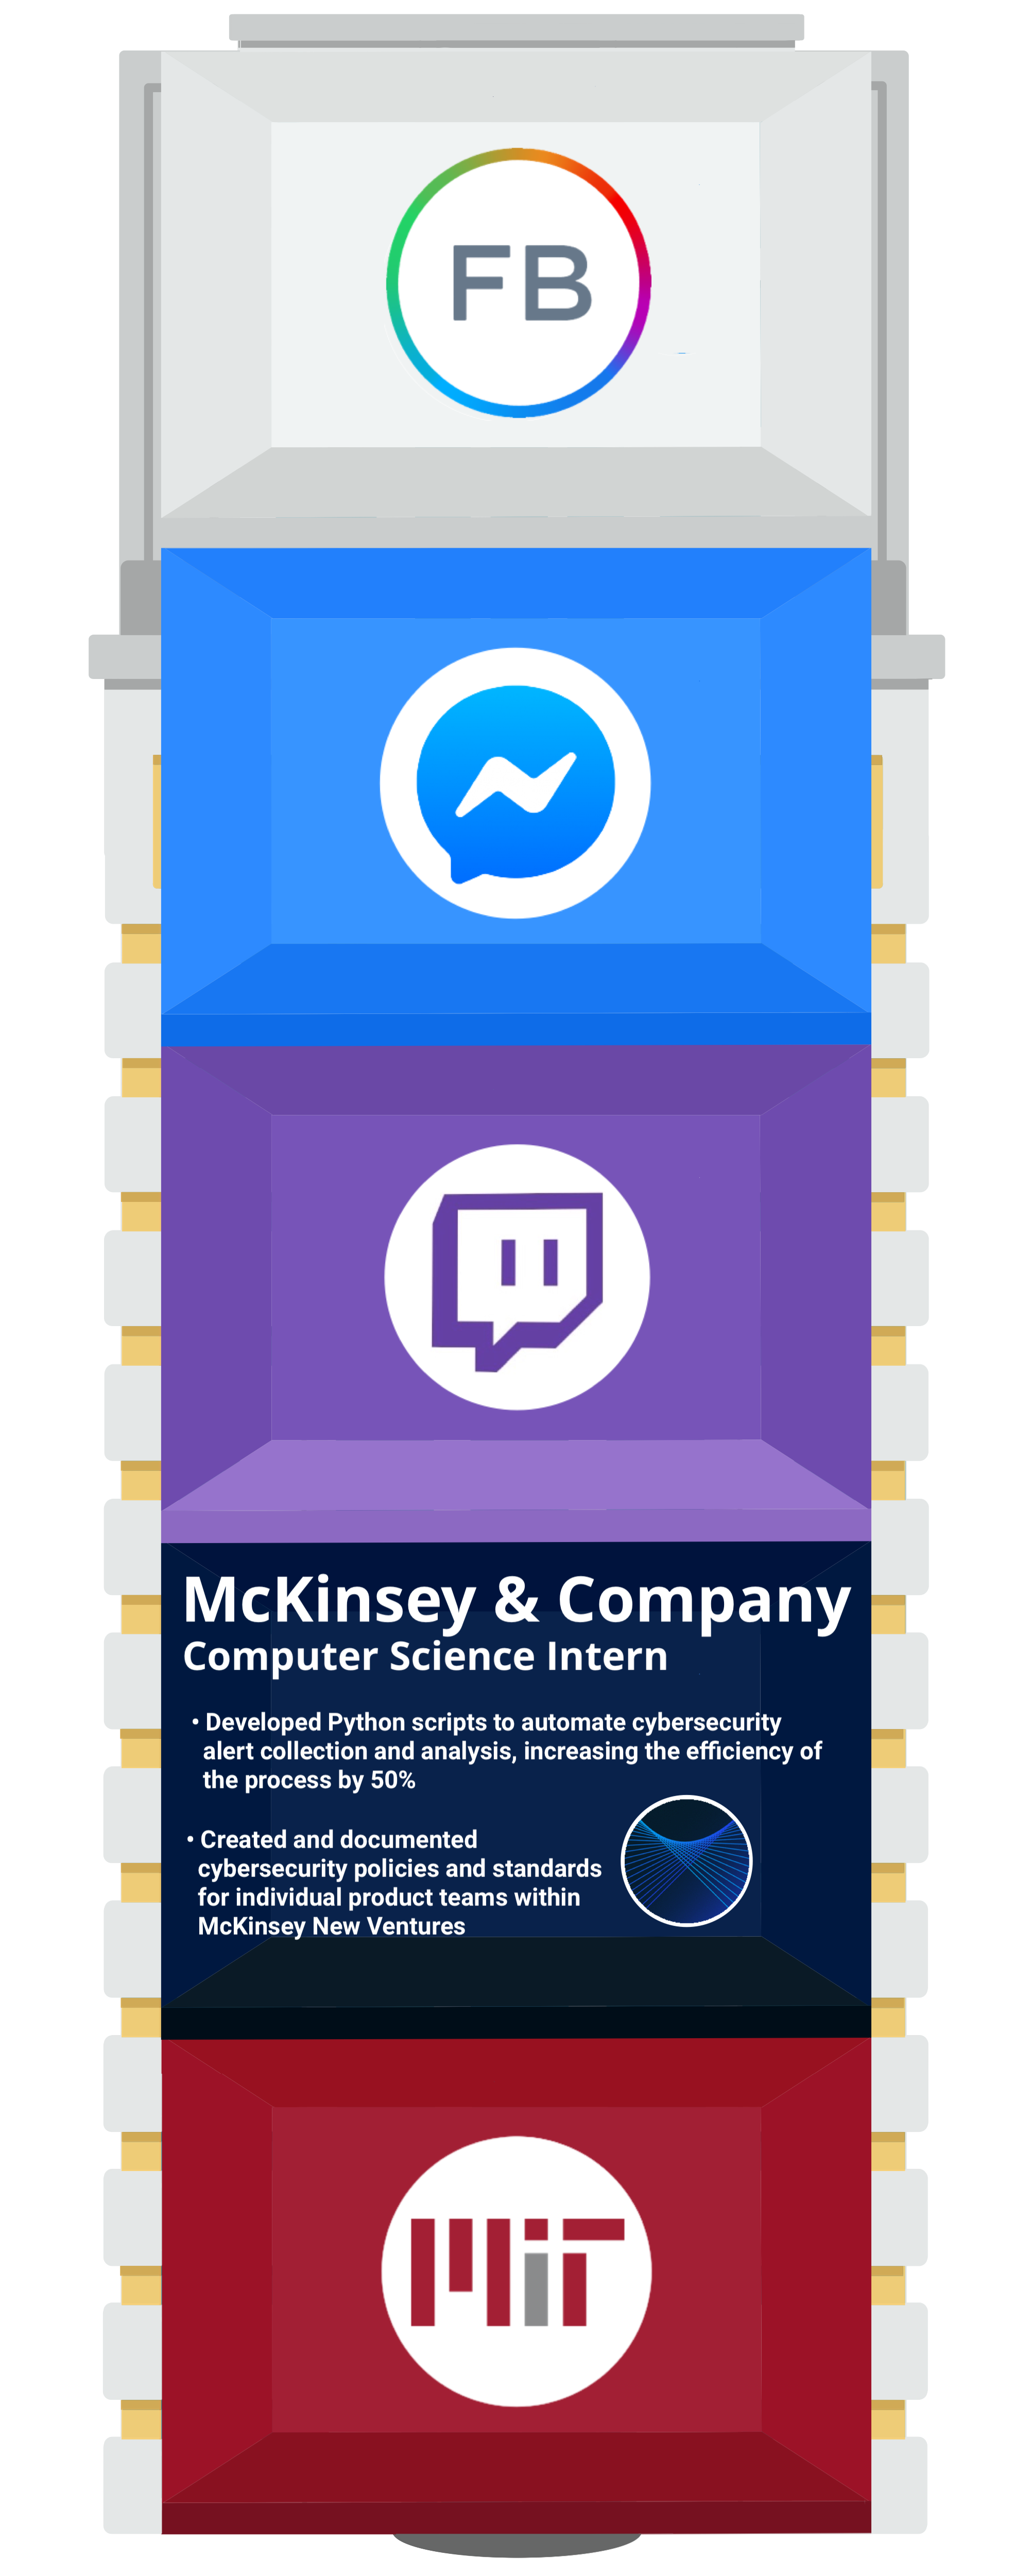 FB
McKinsey & Company
Computer Science Intern
• Developed Python scripts to automate cybersecurity
alert collection and analysis, increasing the efficiency of
the process by 50%
• Created and documented
cybersecurity policies and standards
for individual product teams within
McKinsey New Ventures
MIT